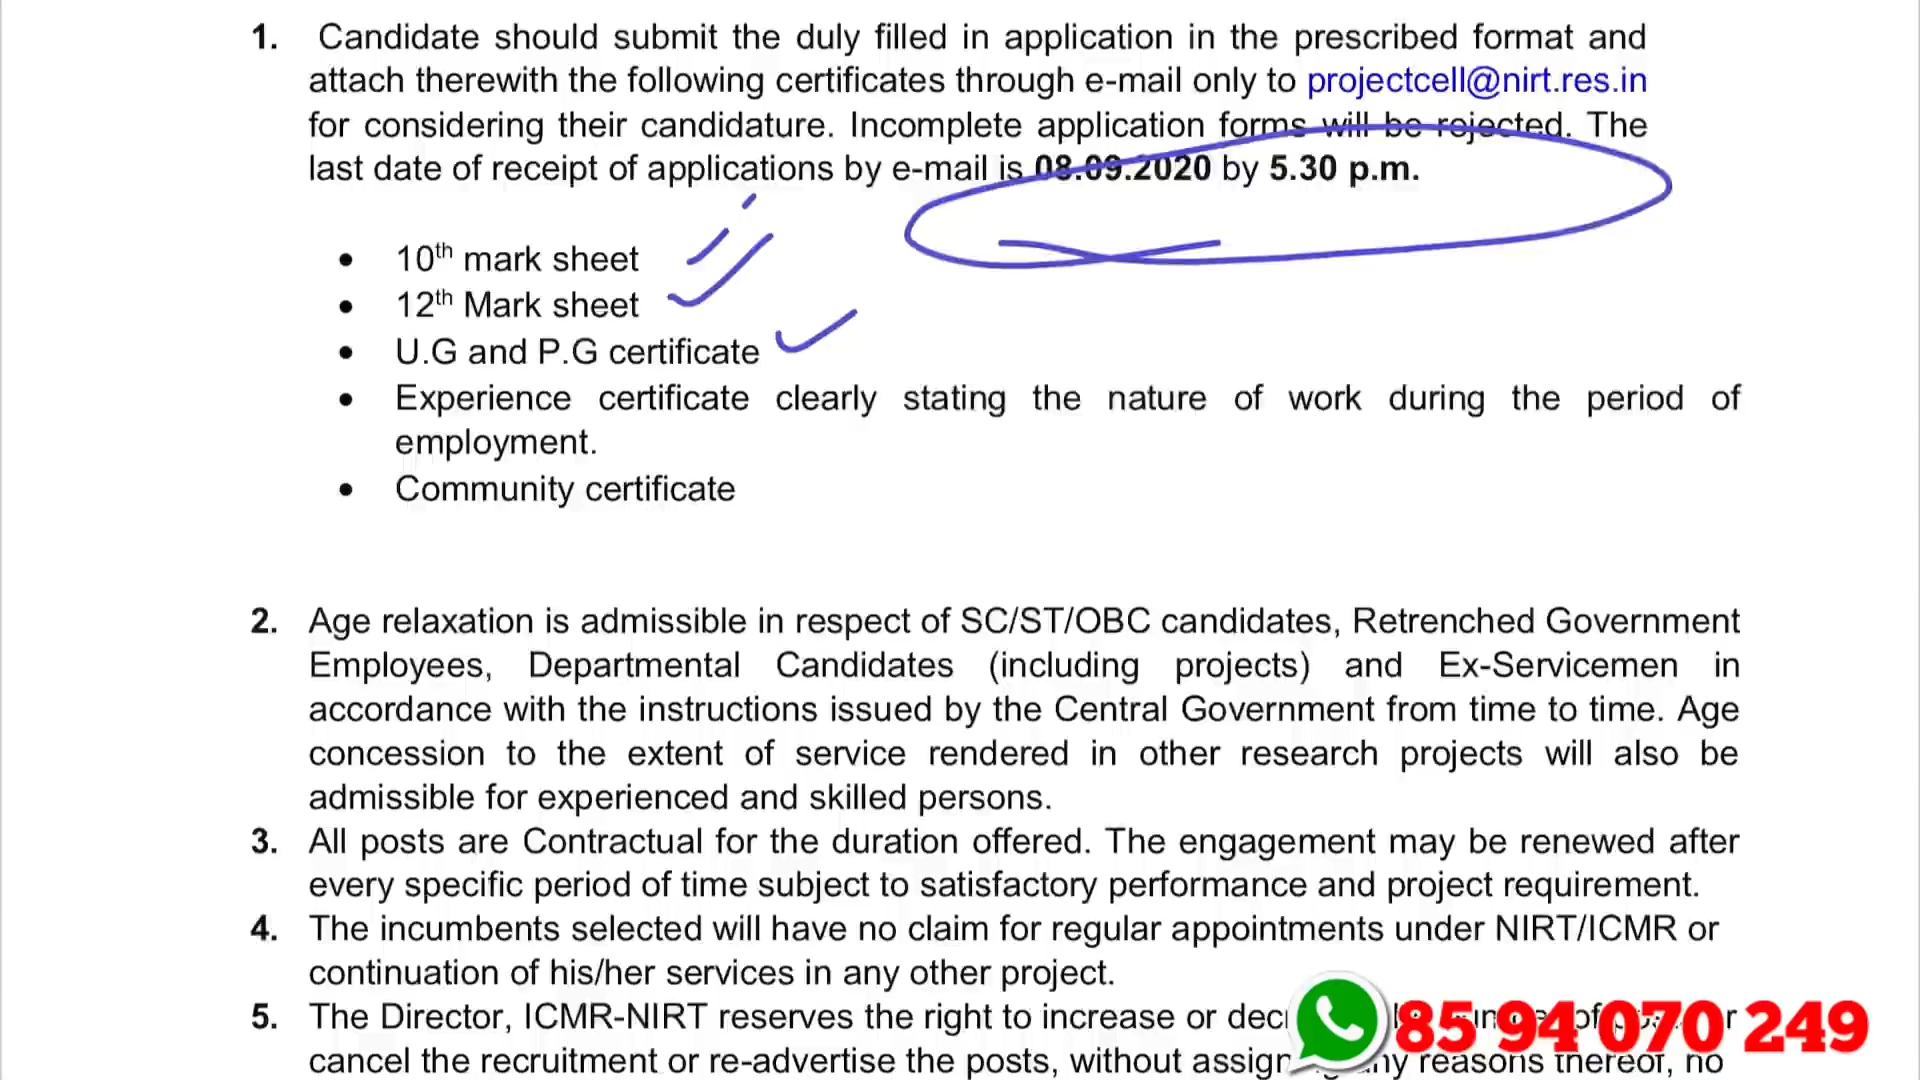 1. Candidate should submit the duly filled in application in the prescribed format and
attach therewith the following certificates through e-mail only to projectcell@nirt.res.in
for considering their candidature. Incomplete application forms will be rejected. The
last date of receipt of applications by e-mail is 08.09.2020 by 5.30 p.m.
• 10th mark sheet
• 12th Mark sheet
• U.G and P.G certificate
• Experience certificate clearly stating the nature of work during the period of
employment.
• Community certificate
2. Age relaxation is admissible in respect of SC/ST/OBC candidates, Retrenched Government
Employees, Departmental Candidates (including projects) and Ex-Servicemen in
accordance with the instructions issued by the Central Government from time to time. Age
concession to the extent of service rendered in other research projects will also be
admissible for experienced and skilled persons.
3. All posts are Contractual for the duration offered. The engagement may be renewed after
every specific period of time subject to satisfactory performance and project requirement.
4. The incumbents selected will have no claim for regular appointments under NIRT/ICMR or
continuation of his/her services in any other project.
5. The Director, ICMR-NIRT reserves the right to increase or
cancel the recruitment or re-advertise the posts, without reasons thereof, no
85 94 070 249